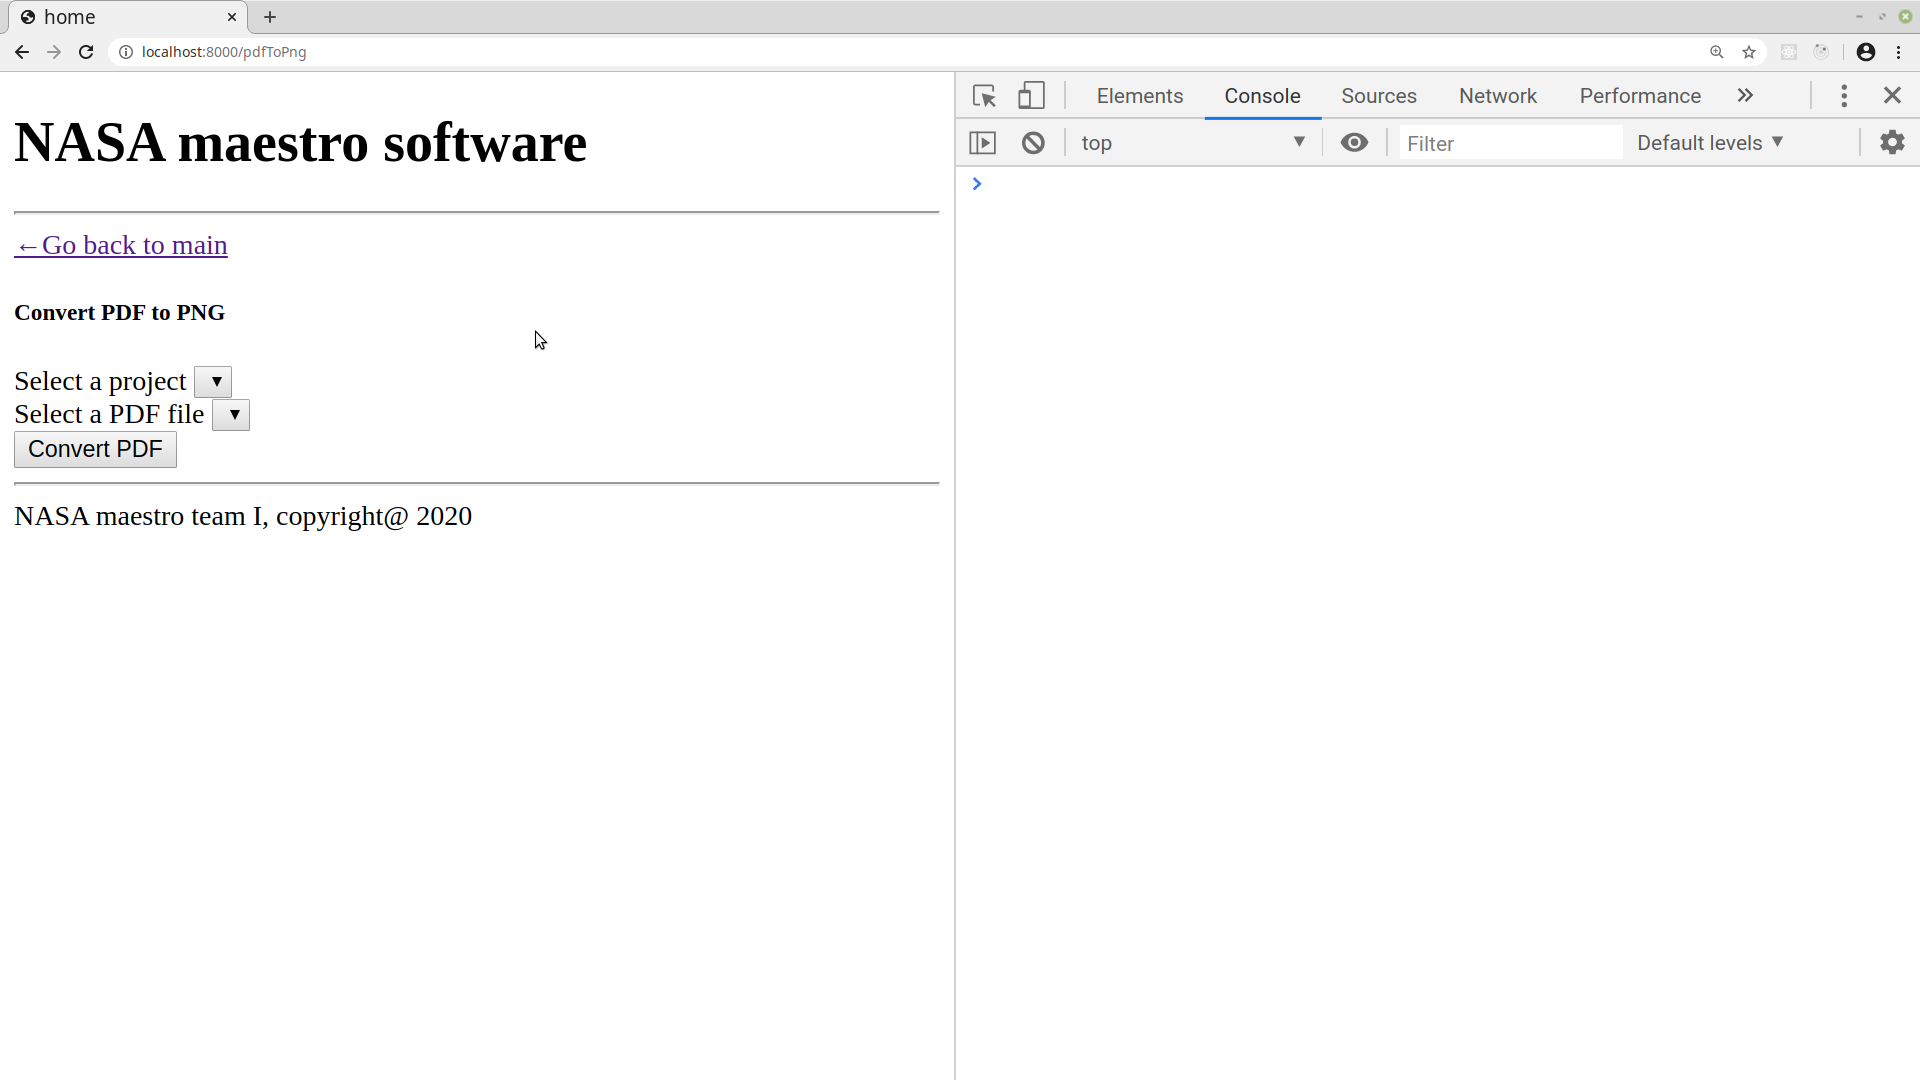 home
localhost:8000/pdfToPng
NASA maestro software
←Go back to main
Convert PDF to PNG
Select a project
Select a PDF file
Convert PDF
NASA maestro team I, copyright@ 2020
Elements Console Sources Network Performance
top Filter Default levels